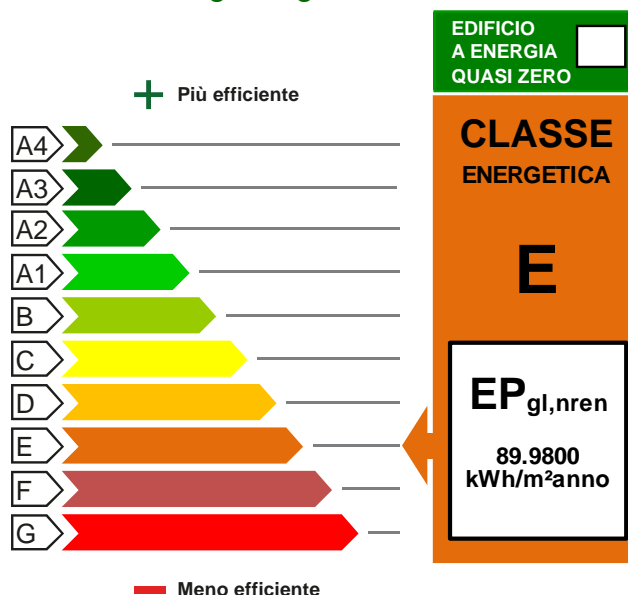 EDIFICIO
A ENERGIA
QUASI ZERO
Più efficiente
CLASSE
ENERGETICA
E
A4
A3
A2
A1
B
C
D
E
F
G
EPgl,nren
89.9800
kWh/m²anno
Meno efficiente